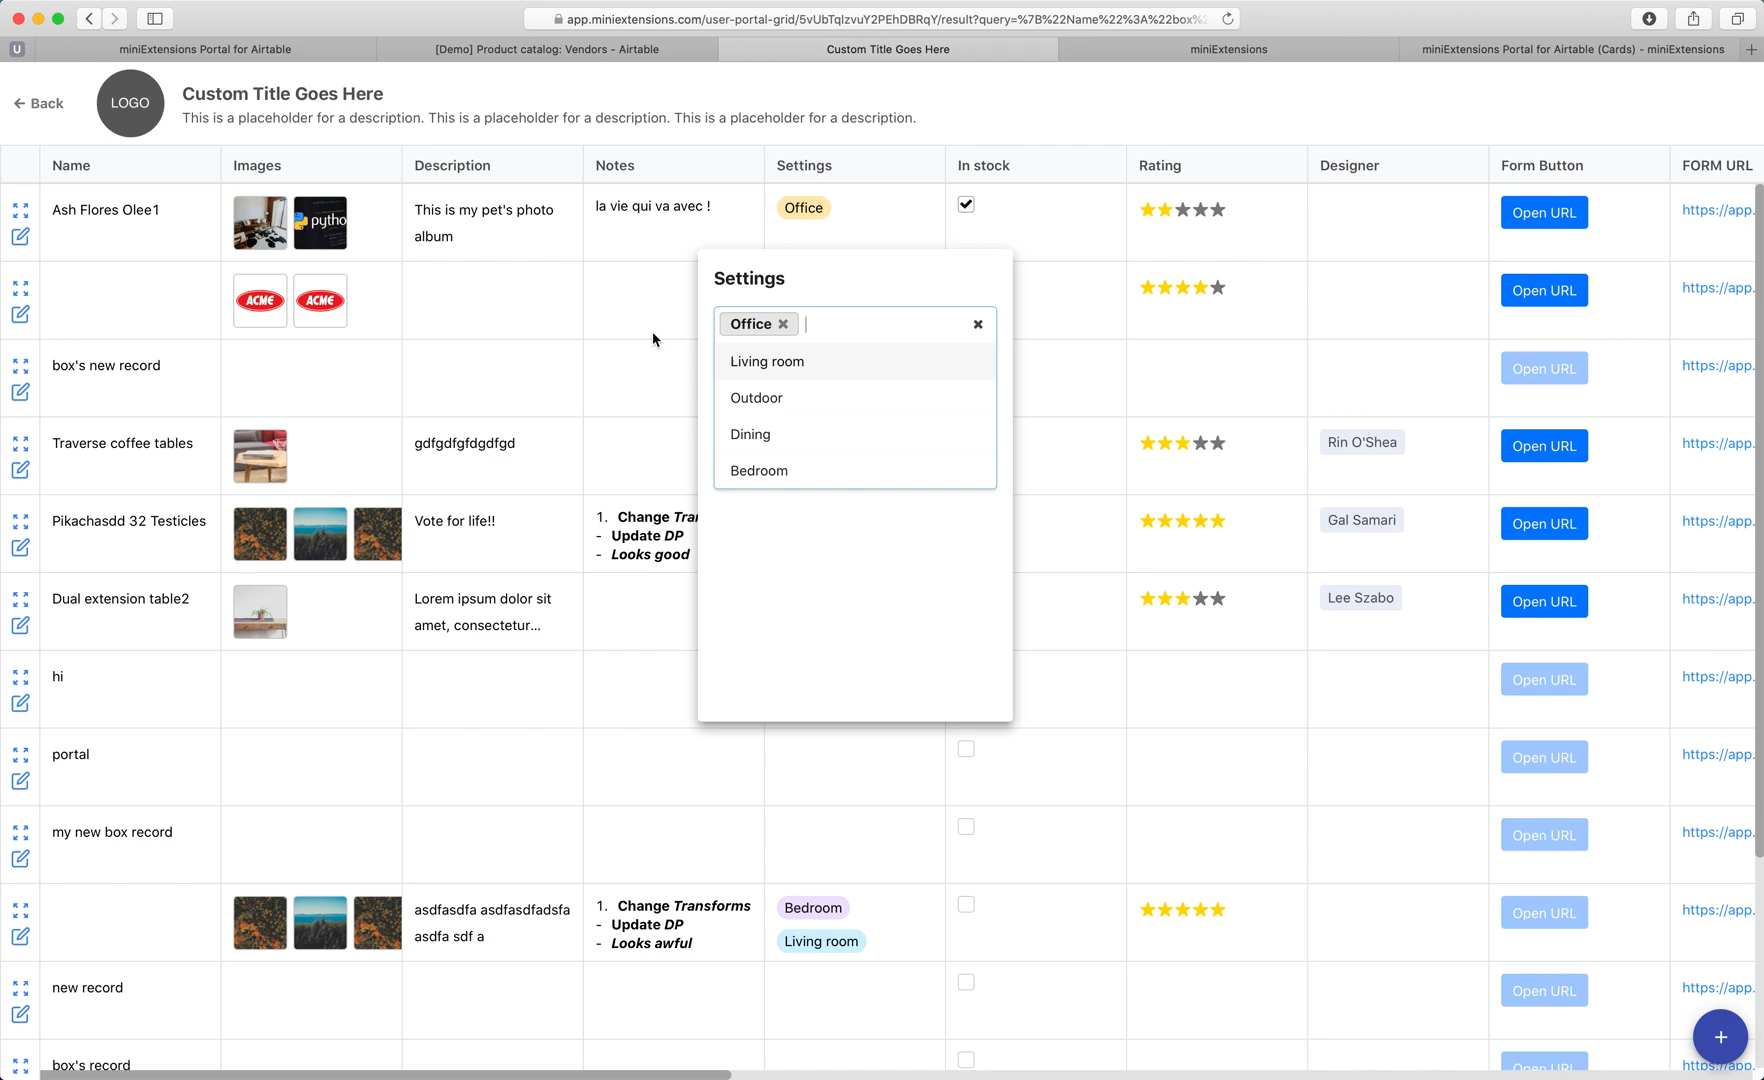 app.miniextensions.com/user-portal-grid/5vUbTqIzvuY2PEhDBRqY/result?query=%7B%22Name%22%3A%22box%2
U
miniExtensions Portal for Airtable
[Demo] Product catalog: Vendors - Airtable
Custom Title Goes Here
miniExtensions
miniExtensions Portal for Airtable (Cards) - miniExtensions
Back
LOGO
Custom Title Goes Here
This is a placeholder for a description. This is a placeholder for a description. This is a placeholder for a description.
Name Images Description Notes Settings In stock Rating Designer Form Button FORM URL
Ash Flores Olee1
pytho
This is my pet's photo
album
la vie qui va avec !
Office
Open URL
https://app.
ACME
ACME
Open URL
https://app.
box's new record
Open URL
https://app.
Traverse coffee tables
gdfgdfgfdgdfgd
Rin O'Shea
Open URL
https://app.
Pikachasdd 32 Testicles
Vote for life!!
1. Change Tra
- Update DP
- Looks good
Gal Samari
Open URL
https://app.
Dual extension table2
Lorem ipsum dolor sit
amet, consectetur...
Lee Szabo
Open URL
https://app.
Settings
Office
Living room
Outdoor
Dining
Bedroom
hi
Open URL
https://app.
portal
Open URL
https://app.
my new box record
Open URL
https://app.
asdfasdfa asdfasdfadsfa
asdfa sdf a
1. Change Transforms
- Update DP
- Looks awful
Bedroom
Living room
Open URL
https://app.
new record
Open URL
https://app.
box's record
Open URL
https://app.